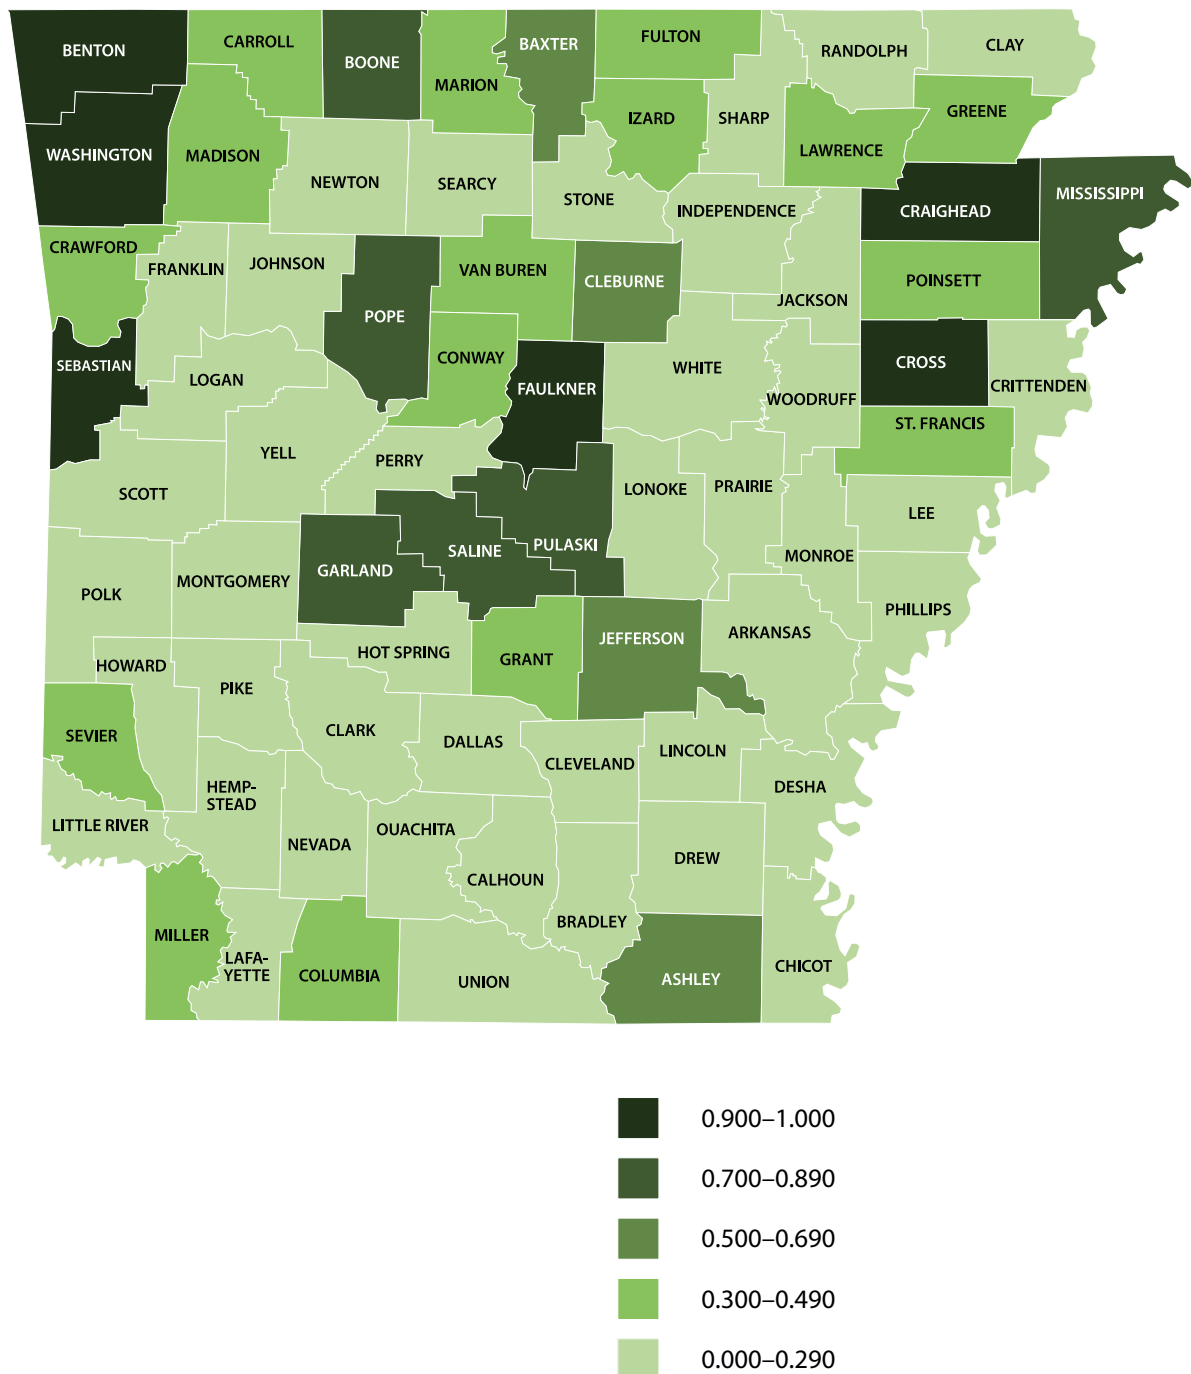 BENTON
CARROLL
BOONE
MARION
BAXTER
FULTON
RANDOLPH
CLAY
WASHINGTON
MADISON
NEWTON
SEARCY
STONE
IZARD
SHARP
LAWRENCE
GREENE
INDEPENDENCE
CRAIGHEAD
MISSISSIPPI
CRAWFORD
FRANKLIN
JOHNSON
POPE
VAN BUREN
CLEBURNE
JACKSON
POINSETT
SEBASTIAN
LOGAN
CONWAY
FAULKNER
WHITE
WOODRUFF
CROSS
CRITTENDEN
SCOTT
YELL
PERRY
LONOKE
PRAIRIE
ST. FRANCIS
LEE
POLK
MONTGOMERY
GARLAND
SALINE
PULASKI
MONROE
PHILLIPS
HOWARD
PIKE
HOT SPRING
GRANT
JEFFERSON
ARKANSAS
SEVIER
CLARK
DALLAS
CLEVELAND
LINCOLN
DESHA
LITTLE RIVER
HEMP-
STEAD
NEVADA
OUACHITA
CALHOUN
BRADLEY
DREW
MILLER
LAFA-
YETTE
COLUMBIA
UNION
ASHLEY
CHICOT
0.900–1.000
0.700–0.890
0.500–0.690
0.300–0.490
0.000–0.290